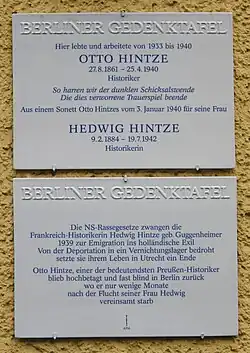 BERLINER GEDENKTAFEL
Hier lebte und arbeitete von 1933 bis 1940
OTTO HINTZE
27.8.1861 – 25.4.1940
Historiker
So harren wir der dunklen Schicksalswende
Die dies verworrene Trauerspiel beende
Aus einem Sonett Otto Hintzes vom 3. Januar 1940 für seine Frau
HEDWIG HINTZE
9.2.1884 – 19.7.1942
Historikerin
BERLINER GEDENKTAFEL
Die NS-Rassegesetze zwangen die
Frankreich-Historikerin Hedwig Hintze geb Guggenheimer
1939 zur Emigration ins holländische Exil
Von der Deportation in ein Vernichtungslager bedroht
setzte sie ihrem Leben in Utrecht ein Ende
Otto Hintze, einer der bedeutendsten Preußen-Historiker
blieb hochbetagt und fast blind in Berlin zurück
wo er nur wenige Monate
nach der Flucht seiner Frau Hedwig
vereinsamt starb